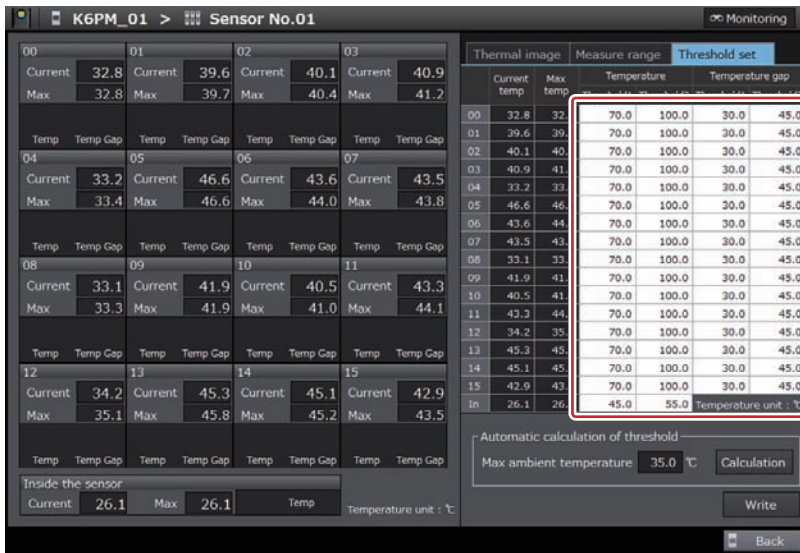 K6PM_01 > Sensor No.01
Monitoring
00 01 02 03
Current 32.8 Current 39.6 Current 40.1 Current 40.9
Max 32.8 Max 39.7 Max 40.4 Max 41.2
Temp Temp Gap Temp Temp Gap Temp Temp Gap Temp Temp Gap
04 05 06 07
Current 33.2 Current 46.6 Current 43.6 Current 43.5
Max 33.4 Max 46.6 Max 44.0 Max 43.8
Temp Temp Gap Temp Temp Gap Temp Temp Gap Temp Temp Gap
08 09 10 11
Current 33.1 Current 41.9 Current 40.5 Current 43.3
Max 33.3 Max 41.9 Max 41.0 Max 44.1
Temp Temp Gap Temp Temp Gap Temp Temp Gap Temp Temp Gap
12 13 14 15
Current 34.2 Current 45.3 Current 45.1 Current 42.9
Max 35.1 Max 45.8 Max 45.2 Max 43.5
Temp Temp Gap Temp Temp Gap Temp Temp Gap Temp Temp Gap
Inside the sensor
Current 26.1 Max 26.1 Temp
Temperature unit : ℃
Thermal image Measure range Threshold set
Current temp Max temp Temperature Temperature gap
00 32.8 32. 70.0 100.0 30.0 45.0
01 39.6 39. 70.0 100.0 30.0 45.0
02 40.1 40. 70.0 100.0 30.0 45.0
03 40.9 41. 70.0 100.0 30.0 45.0
04 33.2 33. 70.0 100.0 30.0 45.0
05 46.6 46. 70.0 100.0 30.0 45.0
06 43.6 44. 70.0 100.0 30.0 45.0
07 43.5 43. 70.0 100.0 30.0 45.0
08 33.1 33. 70.0 100.0 30.0 45.0
09 41.9 41. 70.0 100.0 30.0 45.0
10 40.5 41. 70.0 100.0 30.0 45.0
11 43.3 44. 70.0 100.0 30.0 45.0
12 34.2 35. 70.0 100.0 30.0 45.0
13 45.3 45. 70.0 100.0 30.0 45.0
14 45.1 45. 70.0 100.0 30.0 45.0
15 42.9 43. 70.0 100.0 30.0 45.0
In 26.1 26. 45.0 55.0 Temperature unit : ℃
Automatic calculation of threshold
Max ambient temperature 35.0 ℃ Calculation
Write
Back